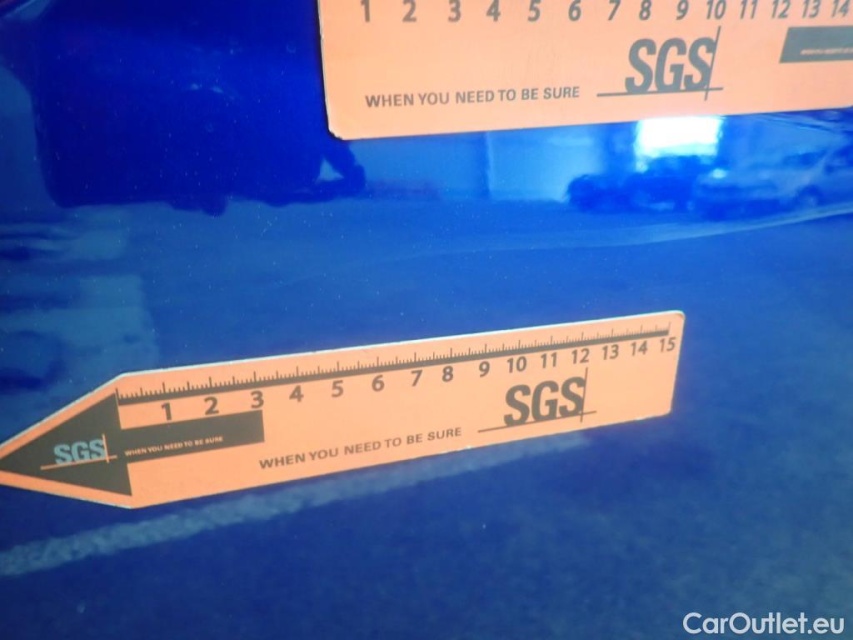 1 2 3 4 5 6 7 8 9 10 11 12 13 14
WHEN YOU NEED TO BE SURE SGS
1 2 3 4 5 6 7 8 9 10 11 12 13 14 15
SGS WHEN YOU NEED TO BE SURE
WHEN YOU NEED TO BE SURE SGS
CarOutlet.eu